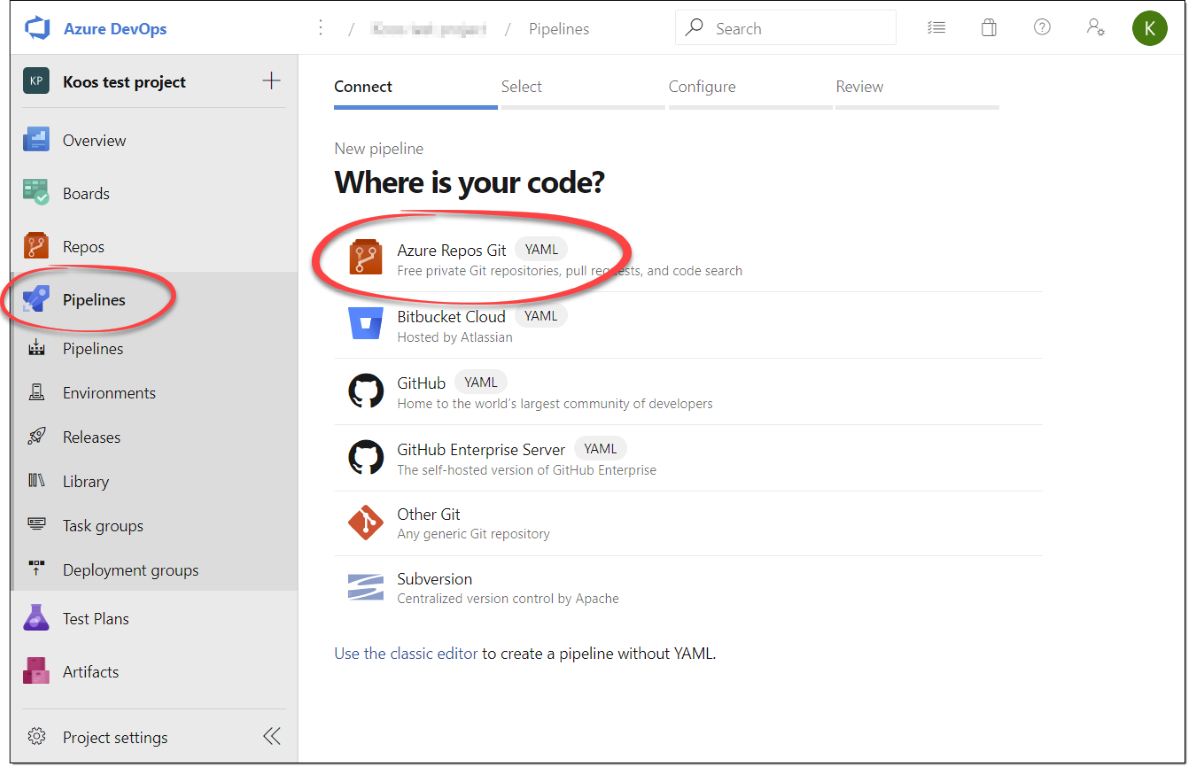 Azure DevOps
/ / Pipelines
Search
K
KP Koos test project
Overview
Boards
Repos
Pipelines
Pipelines
Environments
Releases
Library
Task groups
Deployment groups
Test Plans
Artifacts
Project settings
Connect Select Configure Review
New pipeline
Where is your code?
Azure Repos Git YAML
Free private Git repositories, pull requests, and code search
Bitbucket Cloud YAML
Hosted by Atlassian
GitHub YAML
Home to the world's largest community of developers
GitHub Enterprise Server YAML
The self-hosted version of GitHub Enterprise
Other Git
Any generic Git repository
Subversion
Centralized version control by Apache
Use the classic editor to create a pipeline without YAML.